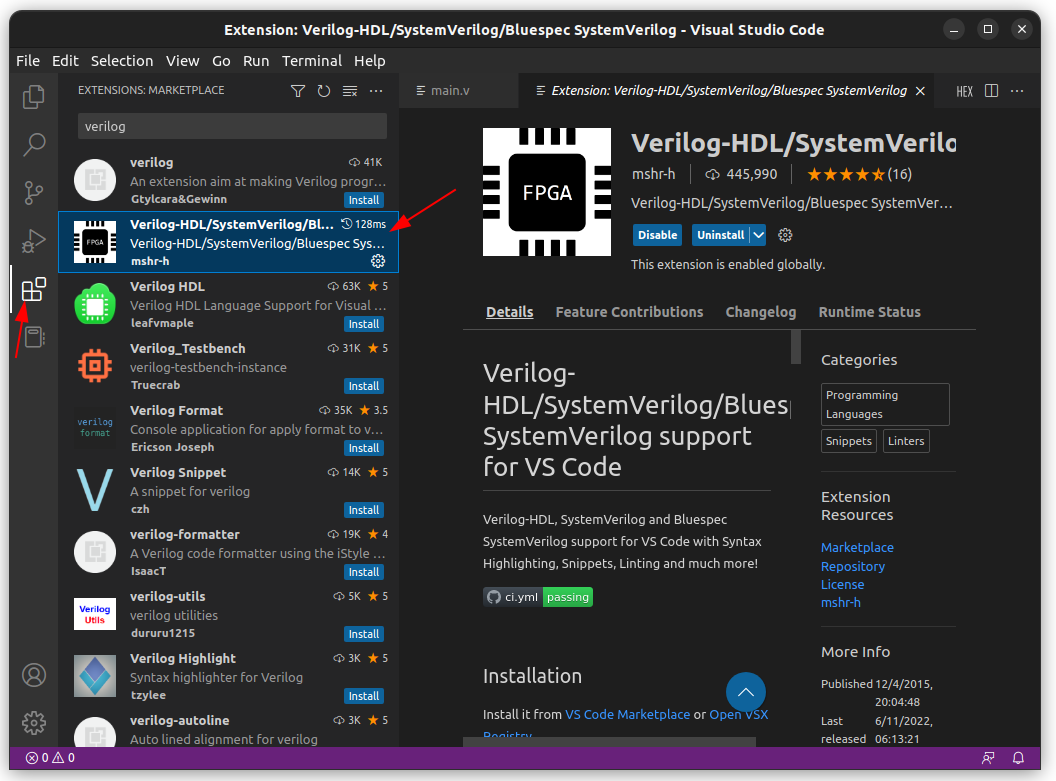 Extension: Verilog-HDL/SystemVerilog/Bluespec SystemVerilog - Visual Studio Code
File Edit Selection View Go Run Terminal Help
EXTENSIONS: MARKETPLACE
verilog
verilog 41K
An extension aim at making Verilog progr...
Gtylcara&Gewinn Install
Verilog-HDL/SystemVerilog/Bl... 128ms
Verilog-HDL/SystemVerilog/Bluespec Sys...
mshr-h
FPGA
Verilog HDL 63K ★ 5
Verilog HDL Language Support for Visual ...
leafvmaple Install
Verilog_Testbench 31K ★ 5
verilog-testbench-instance
Truecrab Install
verilog
format
Verilog Format 35K ★ 3.5
Console application for apply format to v...
Ericson Joseph Install
Verilog Snippet 14K ★ 5
A snippet for verilog
czh Install
verilog-formatter 19K ★ 4
A Verilog code formatter using the iStyle ...
IsaacT Install
Verilog
Utils
verilog-utils 5K ★ 5
verilog utilities
dururu1215 Install
Verilog Highlight 3K ★ 5
Syntax highlighter for Verilog
tzylee Install
verilog-autoline 3K ★ 5
Auto lined alignment for verilog
main.v
Extension: Verilog-HDL/SystemVerilog/Bluespec SystemVerilog
HEX
FPGA
Verilog-HDL/SystemVerilo
mshr-h 445,990 (16)
Verilog-HDL/SystemVerilog/Bluespec SystemVer...
Disable Uninstall
This extension is enabled globally.
Details Feature Contributions Changelog Runtime Status
Verilog-
HDL/SystemVerilog/Blues
SystemVerilog support
for VS Code
Verilog-HDL, SystemVerilog and Bluespec
SystemVerilog support for VS Code with Syntax
Highlighting, Snippets, Linting and much more!
ci.yml passing
Installation
Install it from VS Code Marketplace or Open VSX
Registry
Categories
Programming
Languages
Snippets Linters
Extension
Resources
Marketplace
Repository
License
mshr-h
More Info
Published 12/4/2015,
20:04:48
Last 6/11/2022,
released 06:13:21
0 0